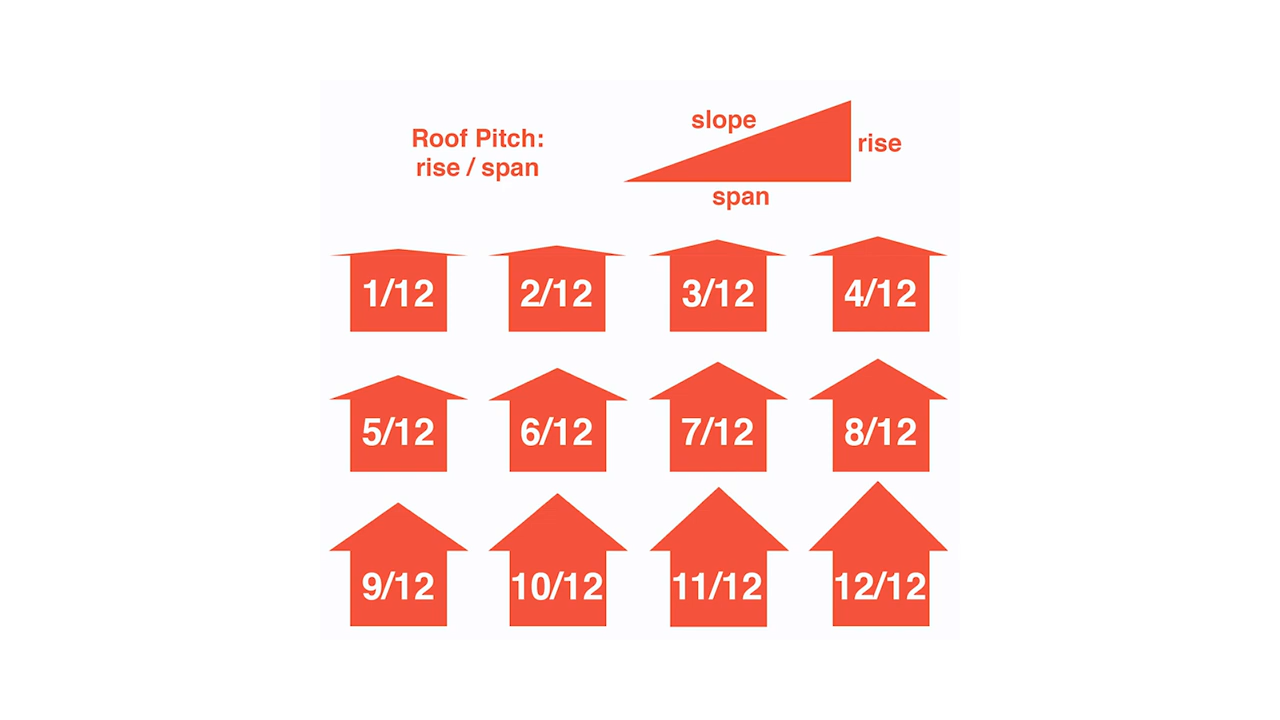 Roof Pitch:
rise / span
slope
rise
span
1/12
2/12
3/12
4/12
5/12
6/12
7/12
8/12
9/12
10/12
11/12
12/12